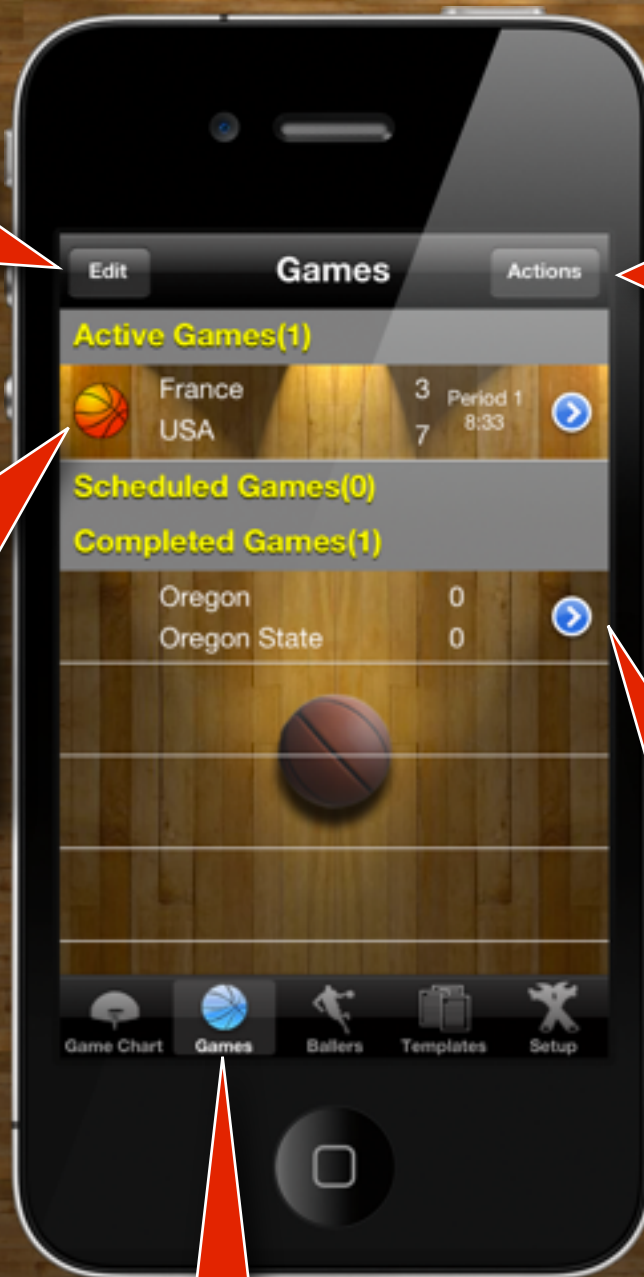 Edit Games Actions
Active Games(1)
France 3 Period 1
USA 7 8:33
Scheduled Games(0)
Completed Games(1)
Oregon 0
Oregon State 0
Game Chart Games Ballers Templates Setup